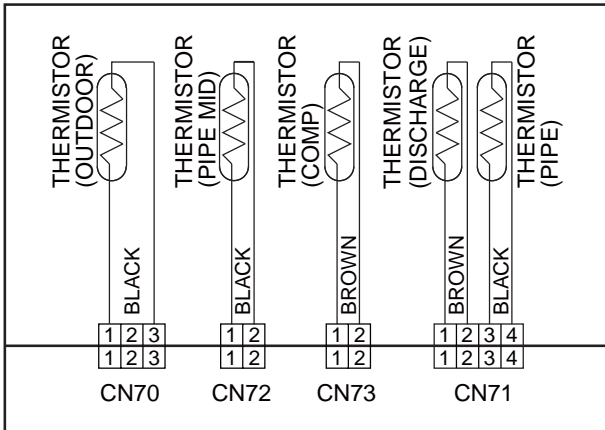 THERMISTOR
(OUTDOOR)
THERMISTOR
(PIPE MID)
THERMISTOR
(COMP)
THERMISTOR
(DISCHARGE)
THERMISTOR
(PIPE)
BLACK
BLACK
BROWN
BROWN
BLACK
1 2 3
1 2
1 2
1 2 3 4
1 2 3
1 2
1 2
1 2 3 4
CN70
CN72
CN73
CN71